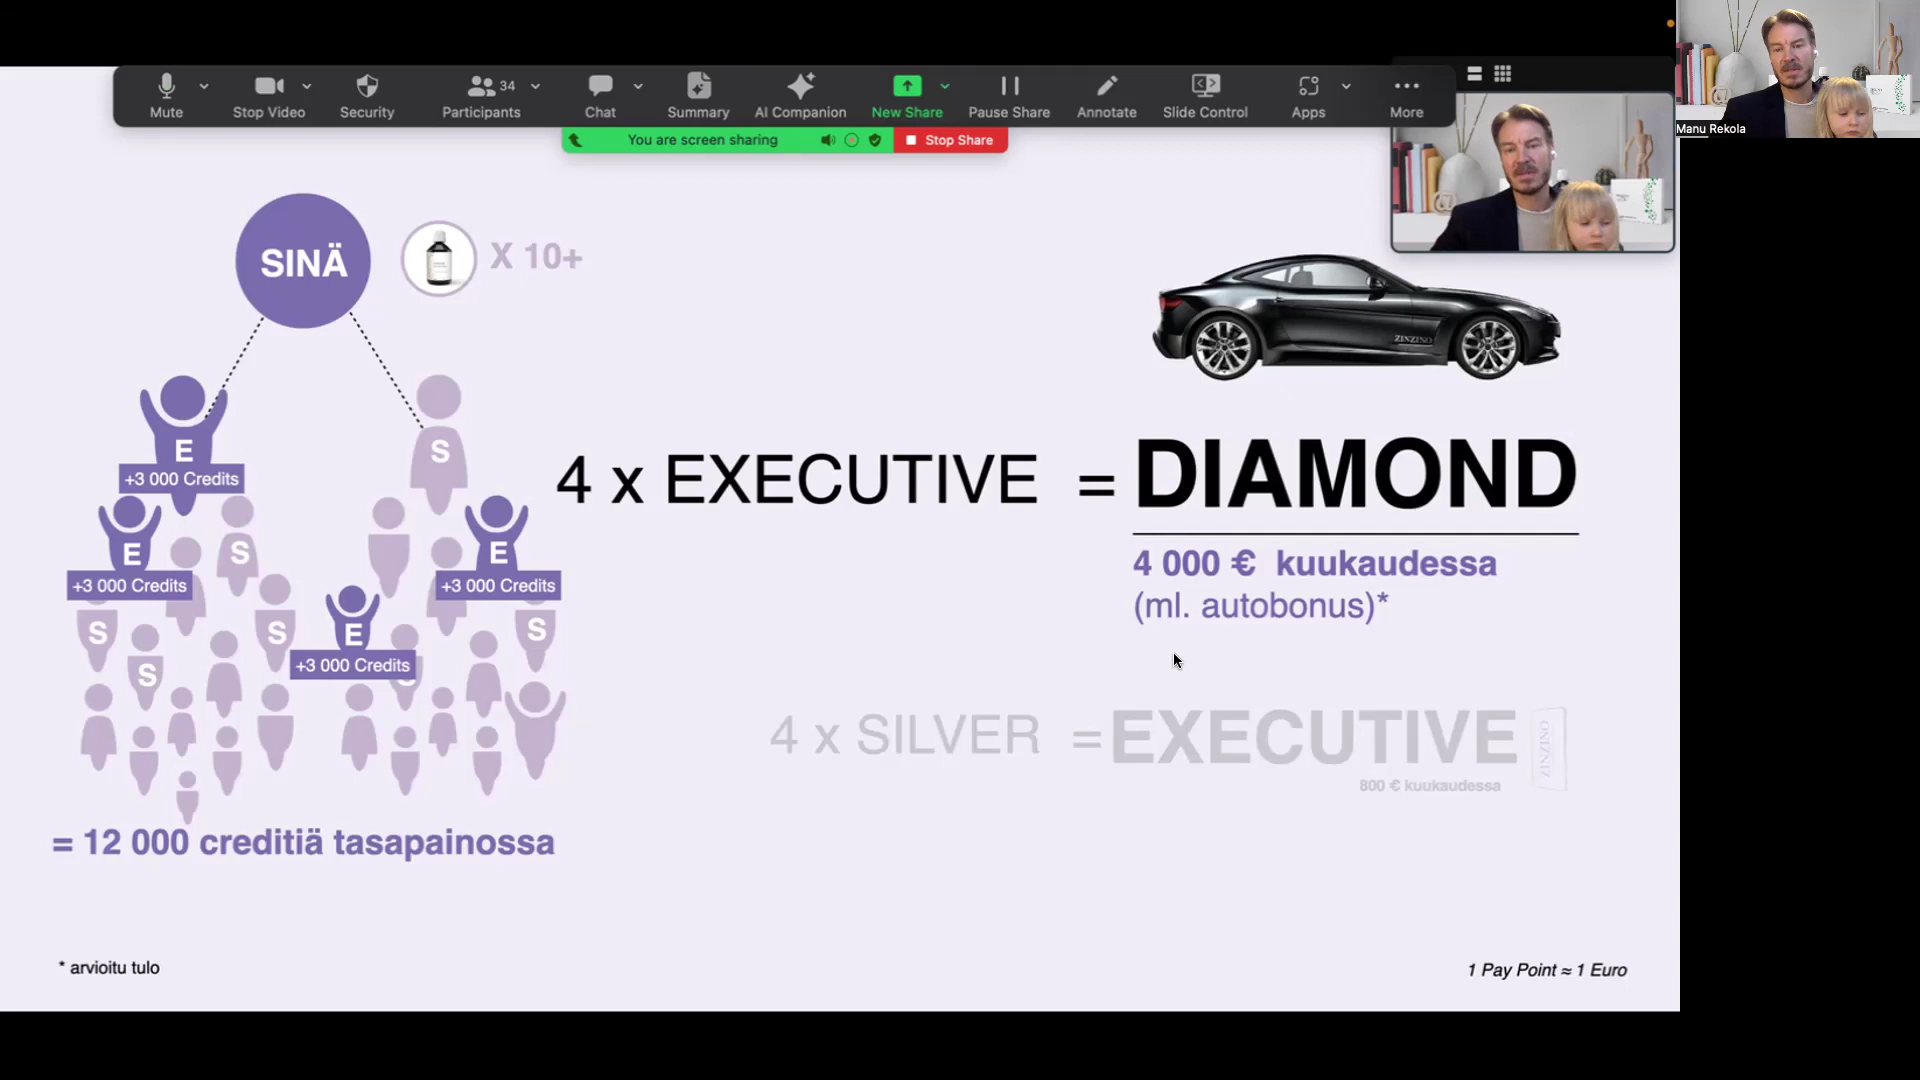 Mute
Stop Video
Security
34
Participants
Chat
Summary
AI Companion
New Share
Pause Share
Annotate
Slide Control
Apps
More
You are screen sharing
Stop Share
Manu Rekola
SINÄ
X 10+
ZINZINO
E
+3 000 Credits
S
4 x EXECUTIVE = DIAMOND
E
+3 000 Credits
S
E
+3 000 Credits
4 000 € kuukaudessa
(ml. autobonus)*
S
S
E
+3 000 Credits
S
S
4 x SILVER = EXECUTIVE
ZINZINO
800 € kuukaudessa
= 12 000 creditiä tasapainossa
* arvioitu tulo
1 Pay Point ≈ 1 Euro